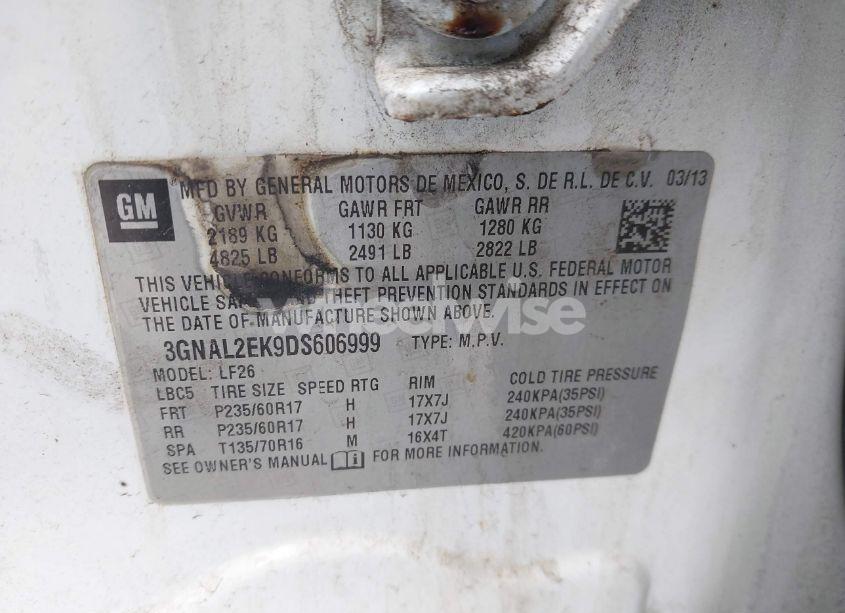 GM
MFD BY GENERAL MOTORS DE MEXICO, S. DE R.L. DE C.V. 03/13
GVWR GAWR FRT GAWR RR
2189 KG 1130 KG 1280 KG
4825 LB 2491 LB 2822 LB
THIS VEHICLE CONFORMS TO ALL APPLICABLE U.S. FEDERAL MOTOR
VEHICLE SAFETY AND THEFT PREVENTION STANDARDS IN EFFECT ON
THE DATE OF MANUFACTURE SHOWN ABOVE.
3GNAL2EK9DS606999 TYPE: M.P.V.
MODEL: LF26
LBC5 TIRE SIZE SPEED RTG RIM COLD TIRE PRESSURE
FRT P235/60R17 H 17X7J 240KPA(35PSI)
RR P235/60R17 H 17X7J 240KPA(35PSI)
SPA T135/70R16 M 16X4T 420KPA(60PSI)
SEE OWNER'S MANUAL i FOR MORE INFORMATION.
wheelwise